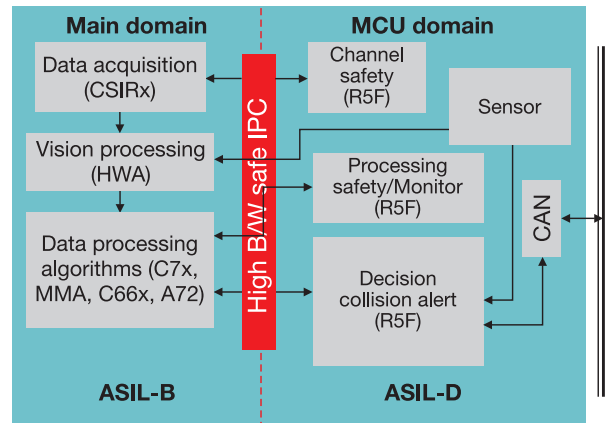 Main domain
MCU domain
Data acquisition
(CSIRx)
Channel
safety
(R5F)
Sensor
Vision processing
(HWA)
High B/W safe IPC
Processing
safety/Monitor
(R5F)
CAN
Data processing
algorithms (C7x,
MMA, C66x, A72)
Decision
collision alert
(R5F)
ASIL-B
ASIL-D